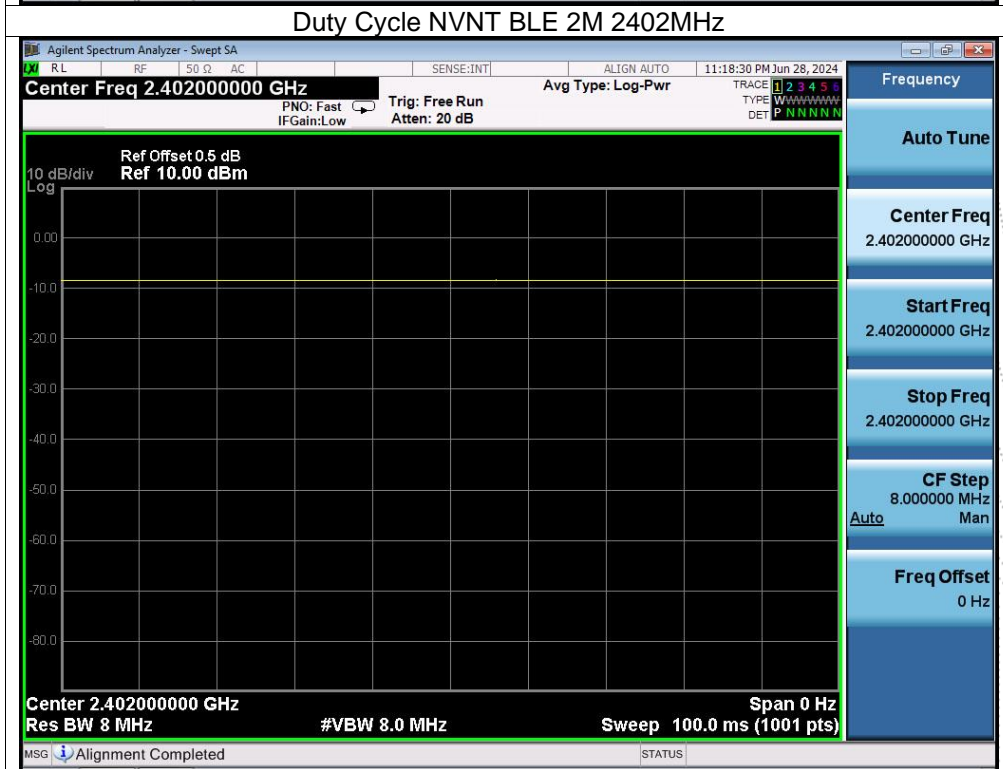 Duty Cycle NVNT BLE 2M 2402MHz
Agilent Spectrum Analyzer - Swept SA
LXI RL RF 50 Ω AC SENSE:INT ALIGN AUTO 11:18:30 PM Jun 28, 2024
Center Freq 2.402000000 GHz
PNO: Fast
IFGain:Low
Trig: Free Run
Atten: 20 dB
Avg Type: Log-Pwr
TRACE 1 2 3 4 5 6
TYPE WWWWWWW
DET P N N N N N
Ref Offset 0.5 dB
10 dB/div Ref 10.00 dBm
Log
0.00
-10.0
-20.0
-30.0
-40.0
-50.0
-60.0
-70.0
-80.0
Center 2.402000000 GHz Span 0 Hz
Res BW 8 MHz #VBW 8.0 MHz Sweep 100.0 ms (1001 pts)
MSG Alignment Completed STATUS
Frequency
Auto Tune
Center Freq
2.402000000 GHz
Start Freq
2.402000000 GHz
Stop Freq
2.402000000 GHz
CF Step
8.000000 MHz
Auto Man
Freq Offset
0 Hz